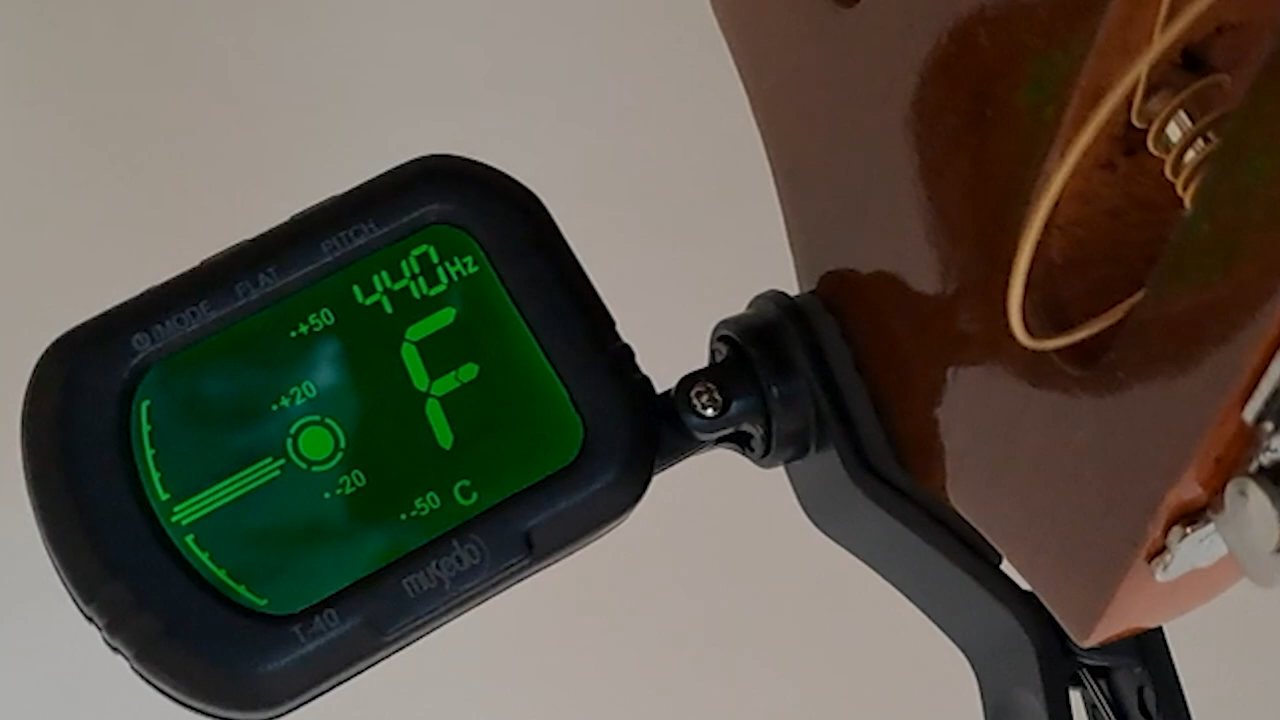 MODE FLAT PITCH
440Hz
·+50
F
·+20
·-20
·-50 C
musedo
T-40